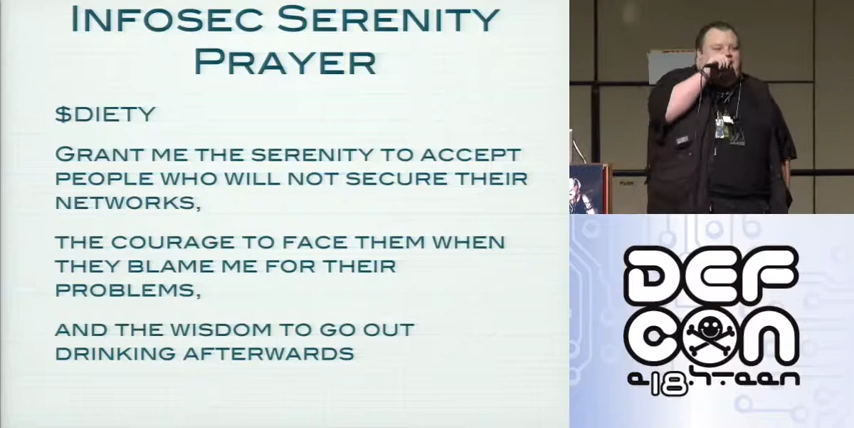 INFOSEC SERENITY
PRAYER
$DIETY
GRANT ME THE SERENITY TO ACCEPT
PEOPLE WHO WILL NOT SECURE THEIR
NETWORKS,
THE COURAGE TO FACE THEM WHEN
THEY BLAME ME FOR THEIR
PROBLEMS,
AND THE WISDOM TO GO OUT
DRINKING AFTERWARDS
DEF
CON
e18h.teen